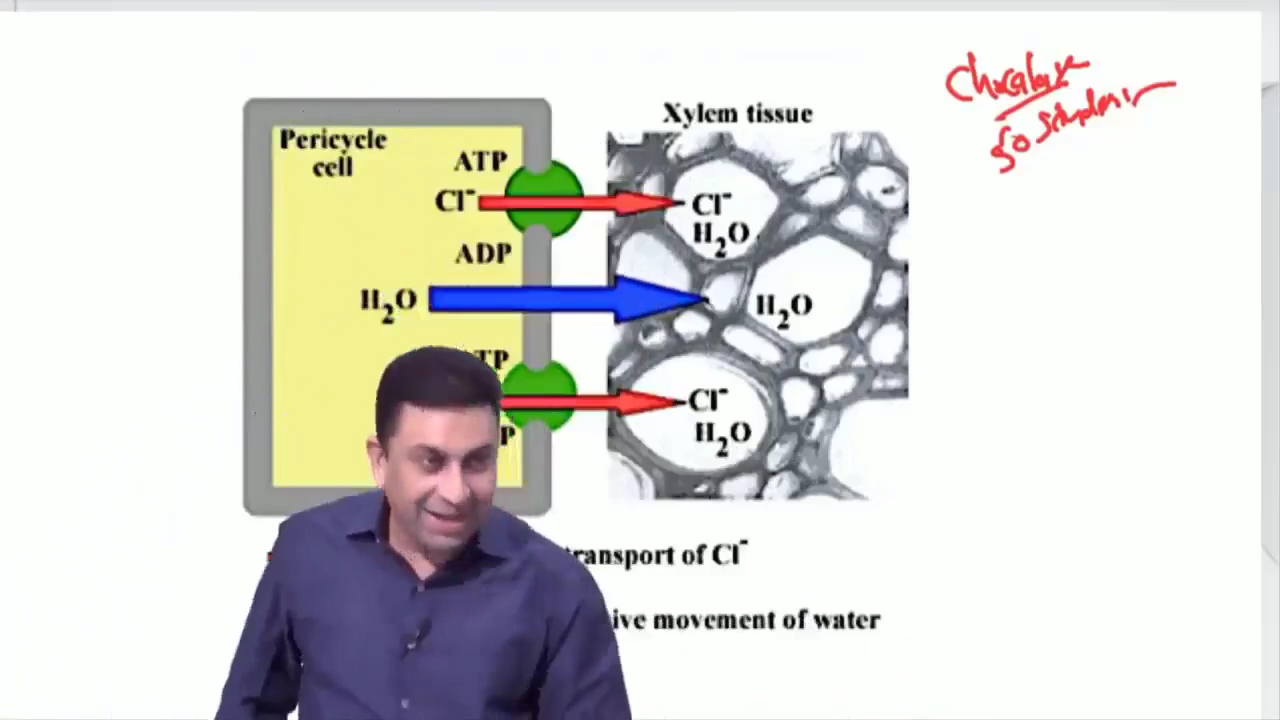 Pericycle
cell
ATP
Cl⁻
ADP
H₂O
TP
P
Xylem tissue
Cl⁻
H₂O
H₂O
Cl⁻
H₂O
transport of Cl⁻
ive movement of water